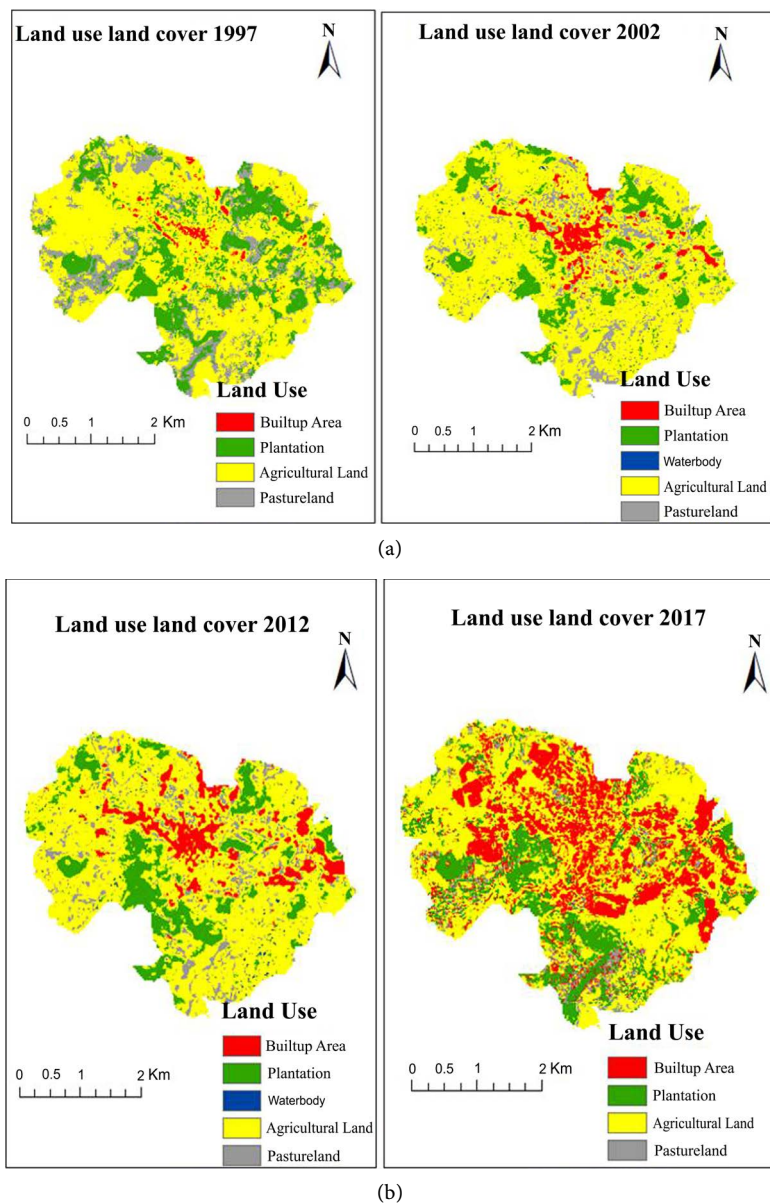 Land use land cover 1997
N
Land Use
0 0.5 1 2 Km
Builtup Area
Plantation
Agricultural Land
Pastureland
Land use land cover 2002
N
Land Use
0 0.5 1 2 Km
Builtup Area
Plantation
Waterbody
Agricultural Land
Pastureland
(a)
Land use land cover 2012
N
Land Use
0 0.5 1 2 Km
Builtup Area
Plantation
Waterbody
Agricultural Land
Pastureland
Land use land cover 2017
N
Land Use
0 0.5 1 2 Km
Builtup Area
Plantation
Agricultural Land
Pastureland
(b)